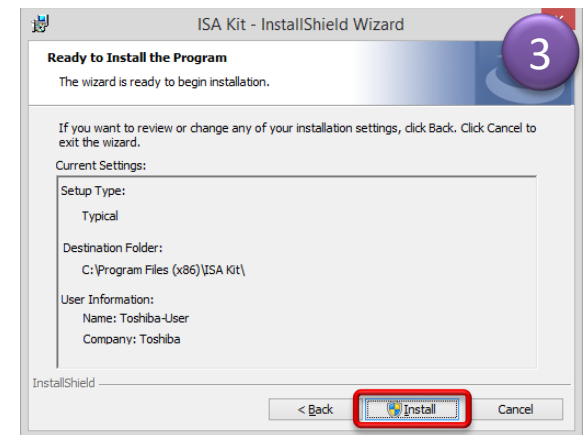 ISA Kit - InstallShield Wizard
3
Ready to Install the Program
The wizard is ready to begin installation.
If you want to review or change any of your installation settings, click Back. Click Cancel to
exit the wizard.
Current Settings:
Setup Type:
Typical
Destination Folder:
C:\Program Files (x86)\ISA Kit\
User Information:
Name: Toshiba-User
Company: Toshiba
InstallShield
< Back
Install
Cancel